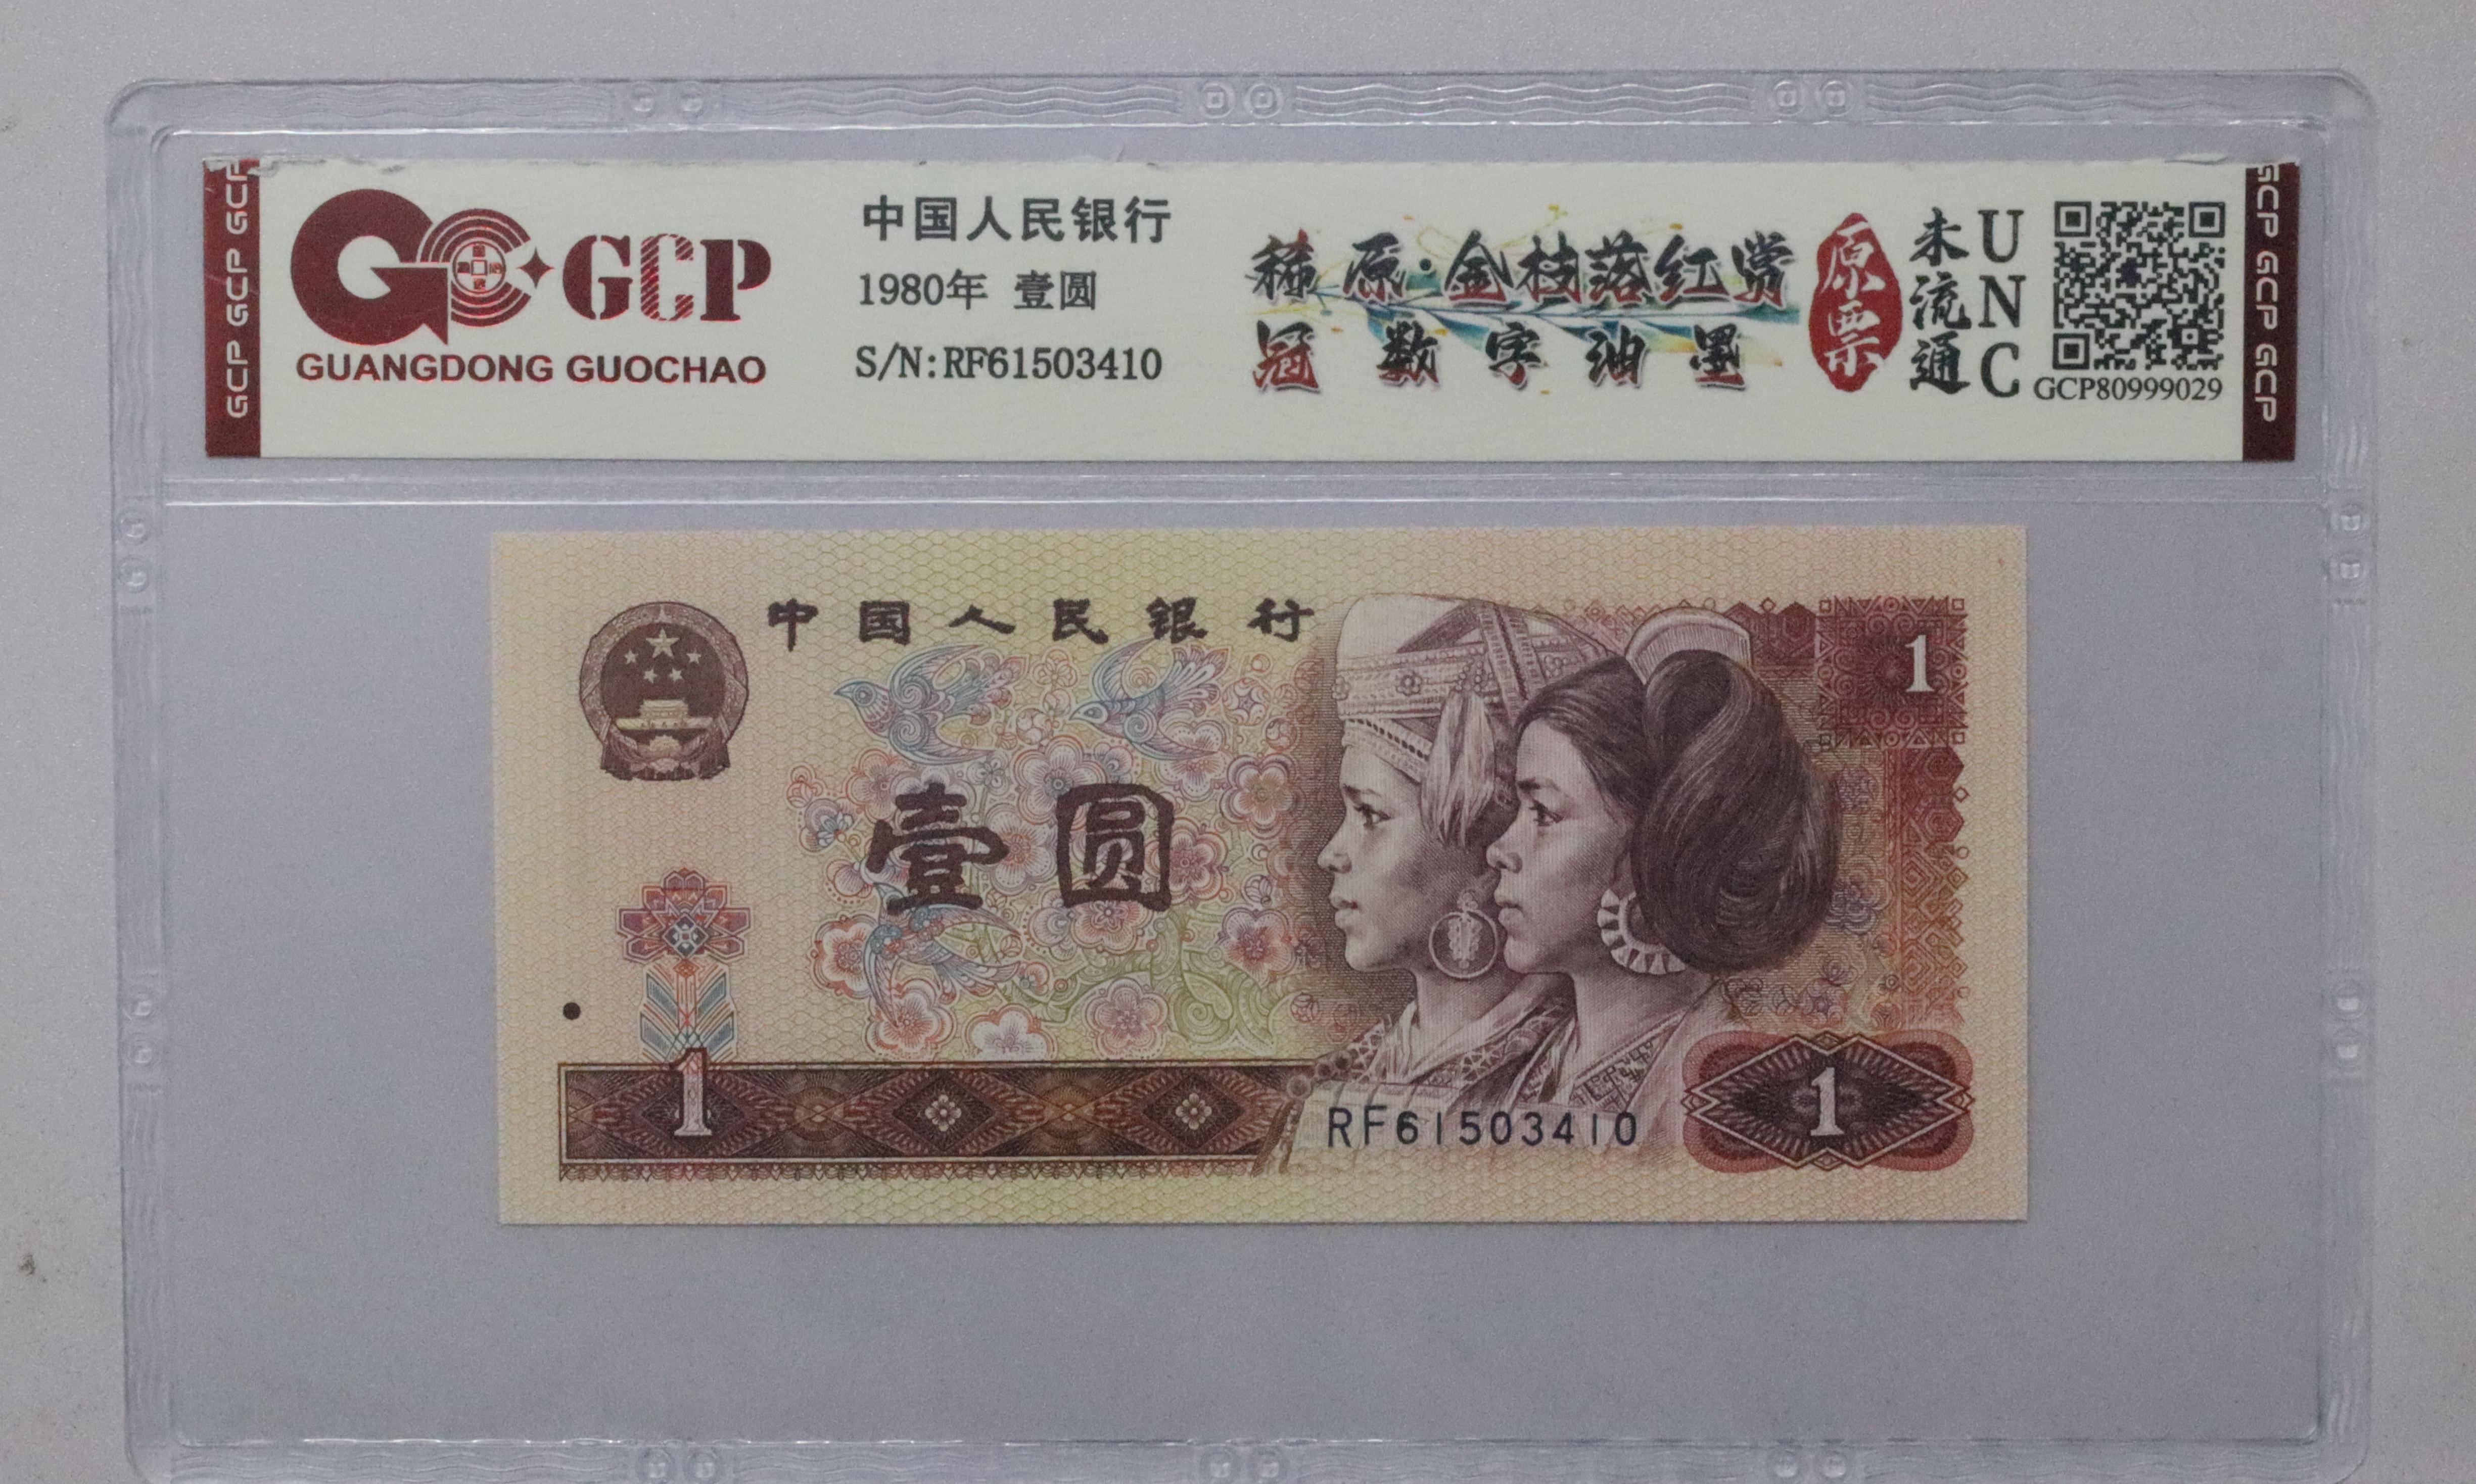 GCP GCP GCP
GCP
GUANGDONG GUOCHAO
中国人民银行
1980年 壹圆
S/N:RF61503410
稀原·金枝落红赏
冠数字油墨
原票
未流通
UNC
GCP80999029
GCP GCP GCP
中国人民银行
1
壹圆
1
RF61503410
1